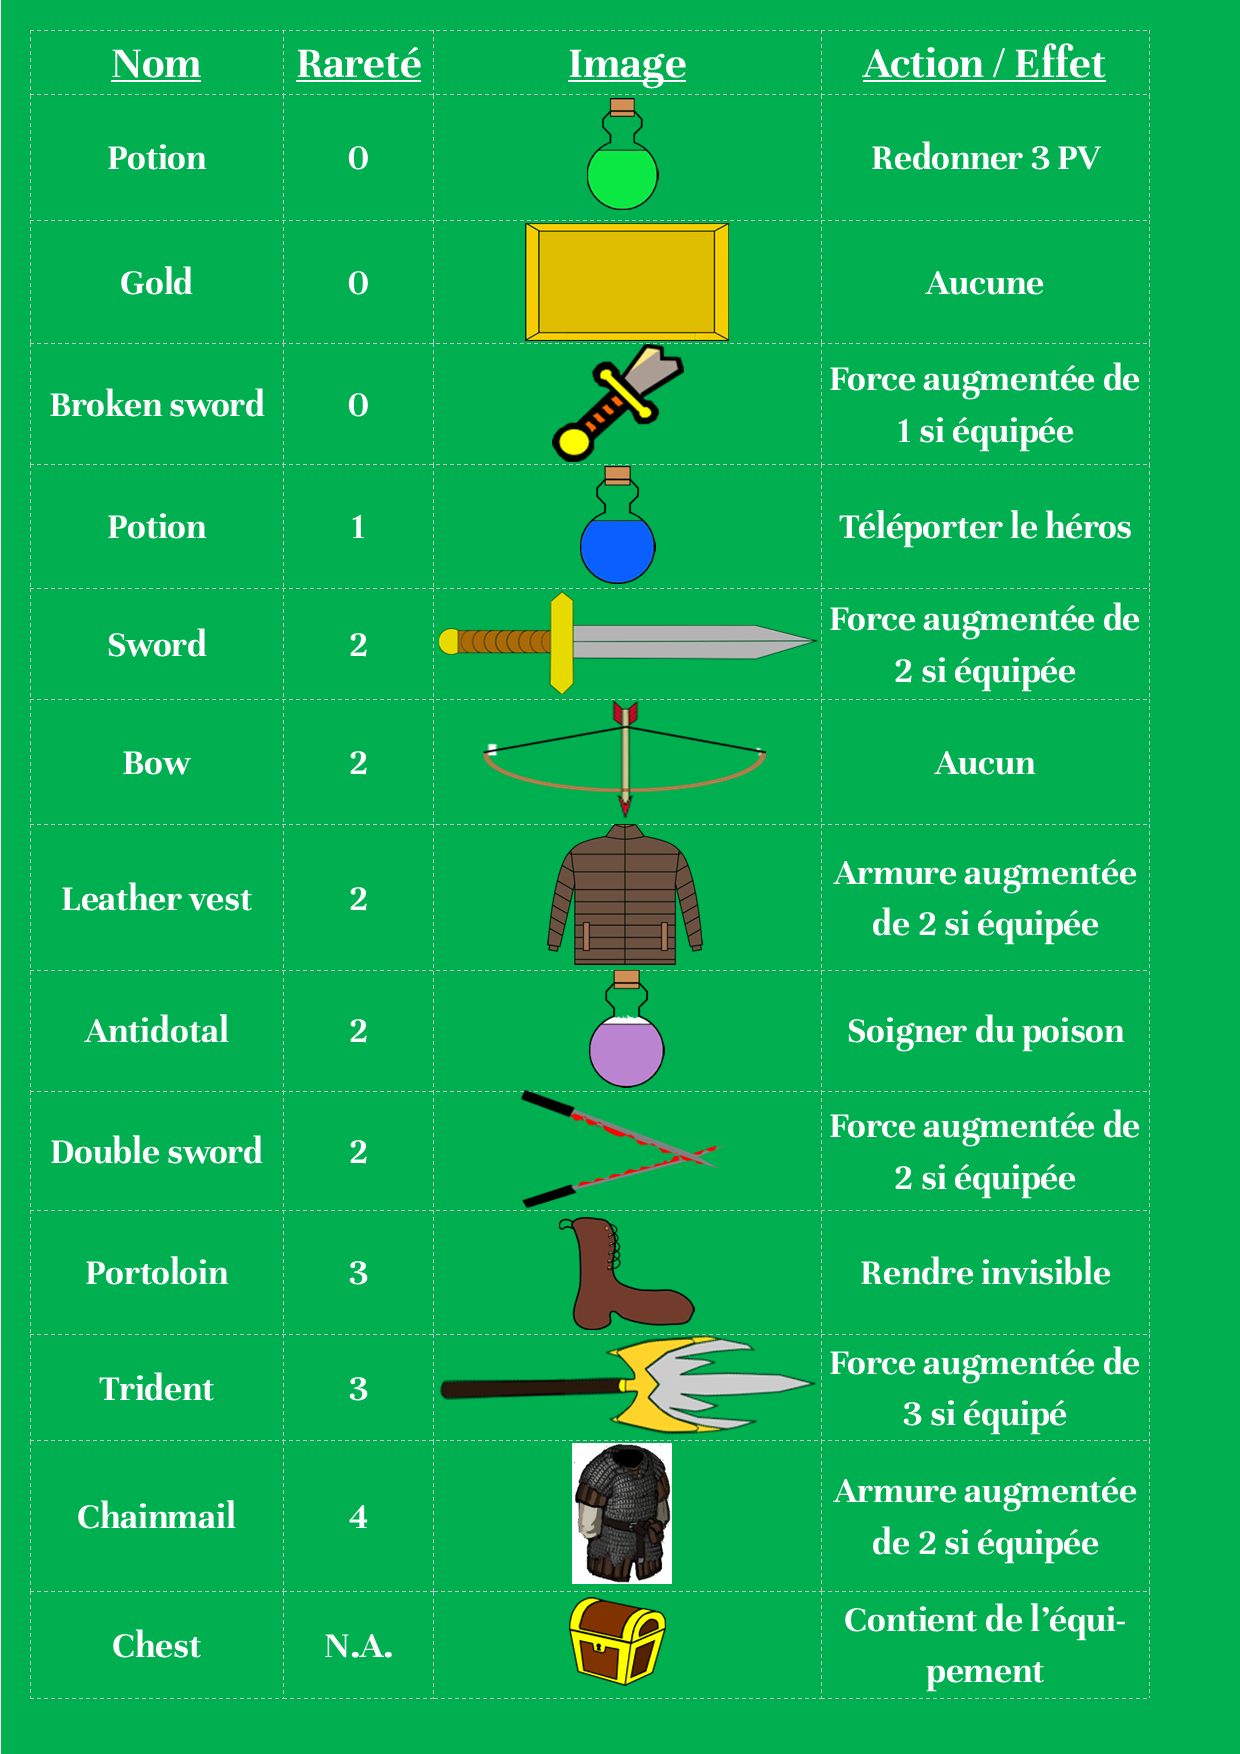 Nom Rareté Image Action / Effet
Potion 0 Redonner 3 PV
Gold 0 Aucune
Broken sword 0 Force augmentée de
1 si équipée
Potion 1 Téléporter le héros
Sword 2 Force augmentée de
2 si équipée
Bow 2 Aucun
Leather vest 2 Armure augmentée
de 2 si équipée
Antidotal 2 Soigner du poison
Double sword 2 Force augmentée de
2 si équipée
Portoloin 3 Rendre invisible
Trident 3 Force augmentée de
3 si équipé
Chainmail 4 Armure augmentée
de 2 si équipée
Chest N.A. Contient de l’équi-
pement